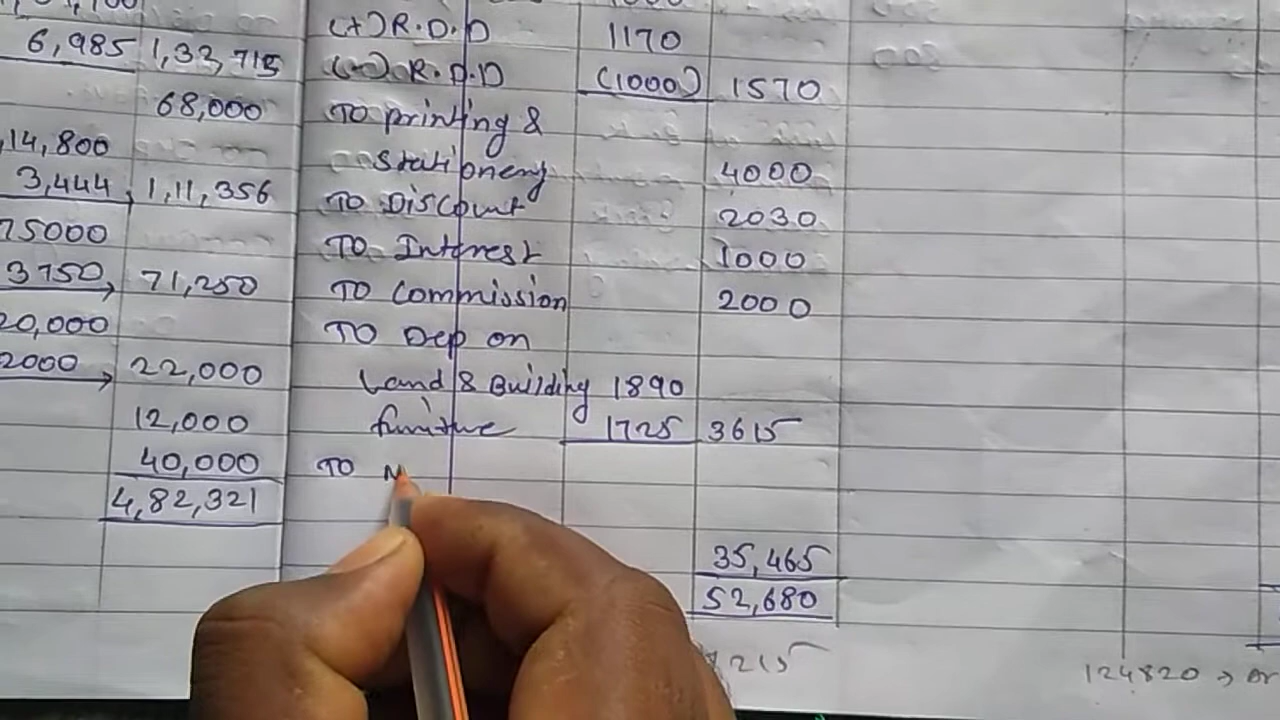 6,985 1,33,715
68,000
14,800
3,444 1,11,356
75000
3750 71,250
20,000
2000 22,000
12,000
40,000
4,82,321
(+) R.D.D 1170
(-) R.D.D (1000) 1570
TO printing &
Stationery 4000
TO Discount 2030
TO Interest 1000
TO Commission 2000
TO Dep on
Land & Building 1890
furniture 1725 3615
TO N
35,465
52,680
215
124820 → or